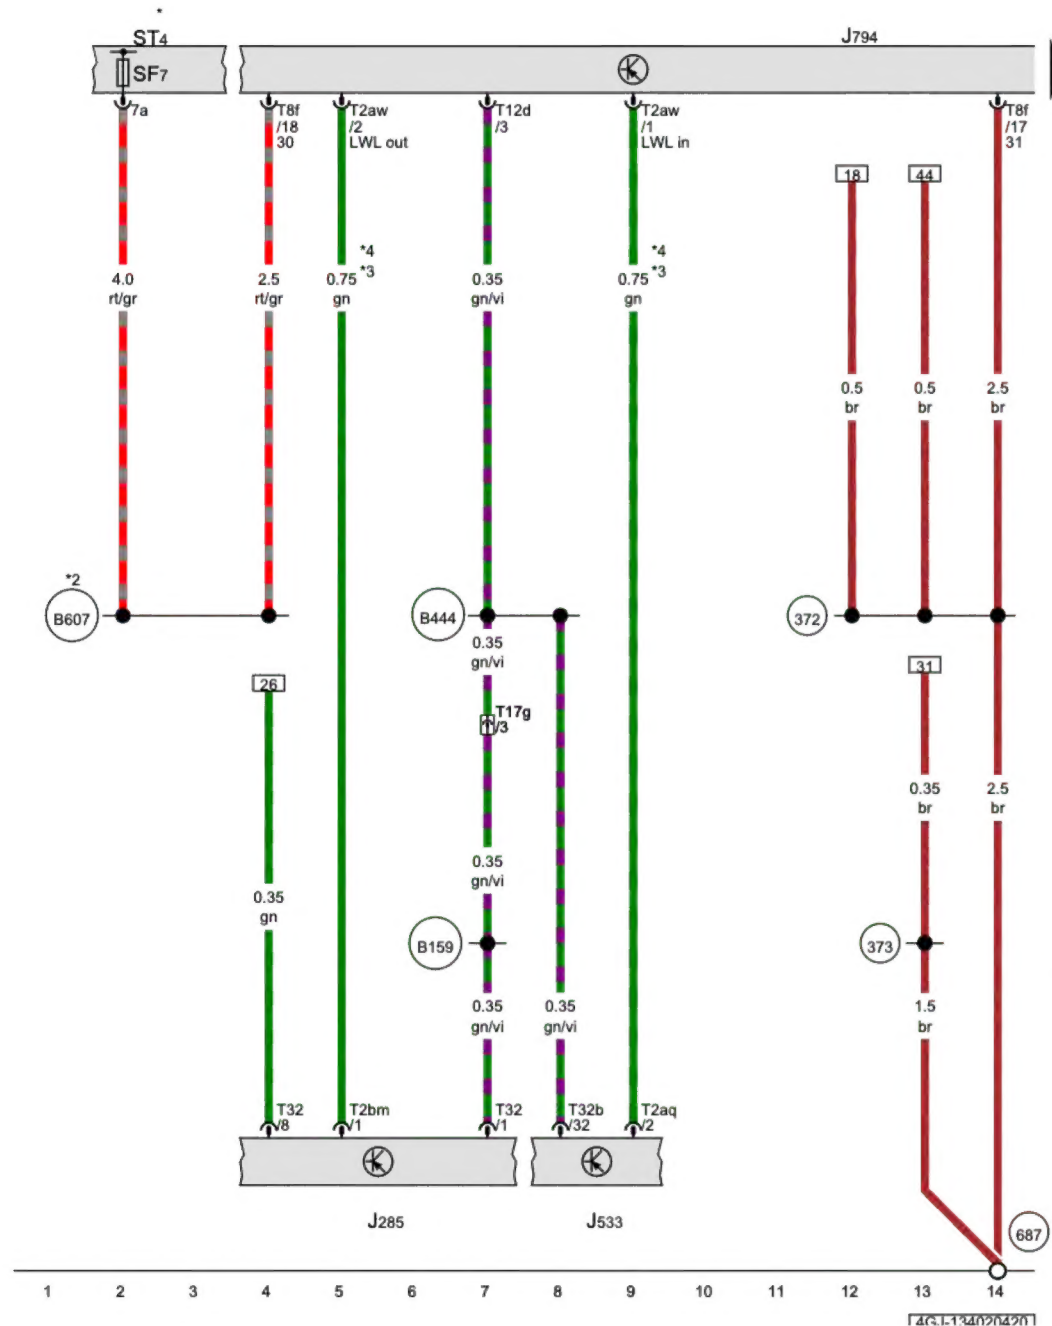 *
ST4
J794
SF7
7a
T8f
/18
30
T2aw
/2
LWL out
T12d
/3
T2aw
/1
LWL in
T8f
/17
31
18
44
*4
*3
*4
*3
4.0
rt/gr
2.5
rt/gr
0.75
gn
0.35
gn/vi
0.75
gn
0.5
br
0.5
br
2.5
br
*2
B607
B444
372
0.35
gn/vi
26
31
T17g
/3
0.35
br
2.5
br
0.35
gn/vi
0.35
gn
B159
373
0.35
gn/vi
0.35
gn/vi
1.5
br
T32
/8
T2bm
/1
T32
/1
T32b
/32
T2aq
/2
J285
J533
687
1 2 3 4 5 6 7 8 9 10 11 12 13 14
4GJ-134020420